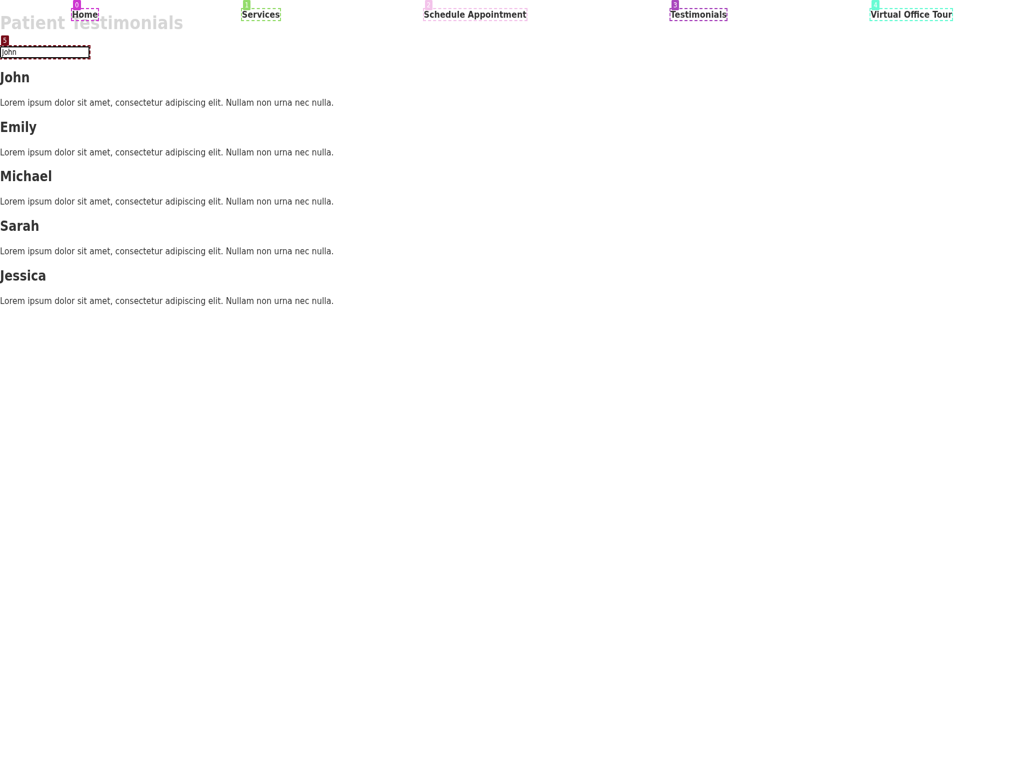 0 1 2 3 4
Home Services Schedule Appointment Testimonials Virtual Office Tour
Patient Testimonials
5
John
John
Lorem ipsum dolor sit amet, consectetur adipiscing elit. Nullam non urna nec nulla.
Emily
Lorem ipsum dolor sit amet, consectetur adipiscing elit. Nullam non urna nec nulla.
Michael
Lorem ipsum dolor sit amet, consectetur adipiscing elit. Nullam non urna nec nulla.
Sarah
Lorem ipsum dolor sit amet, consectetur adipiscing elit. Nullam non urna nec nulla.
Jessica
Lorem ipsum dolor sit amet, consectetur adipiscing elit. Nullam non urna nec nulla.